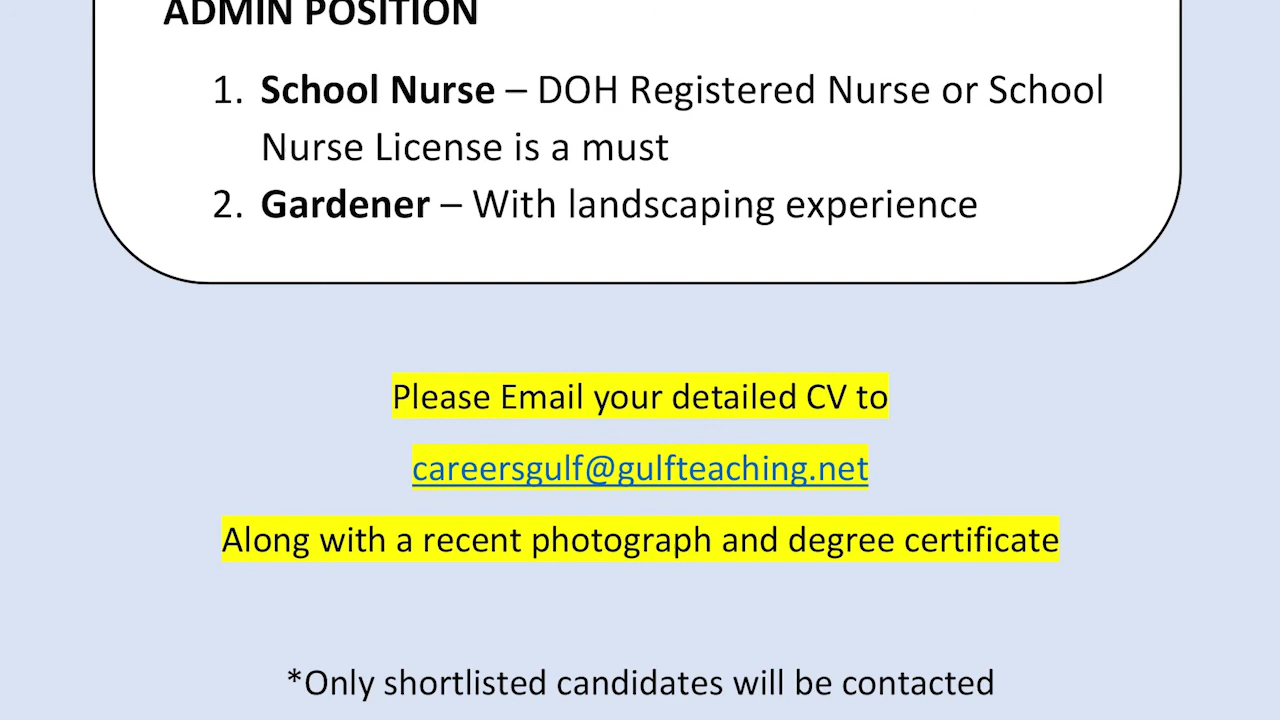 ADMIN POSITION
1. School Nurse – DOH Registered Nurse or School
Nurse License is a must
2. Gardener – With landscaping experience
Please Email your detailed CV to
careersgulf@gulfteaching.net
Along with a recent photograph and degree certificate
*Only shortlisted candidates will be contacted